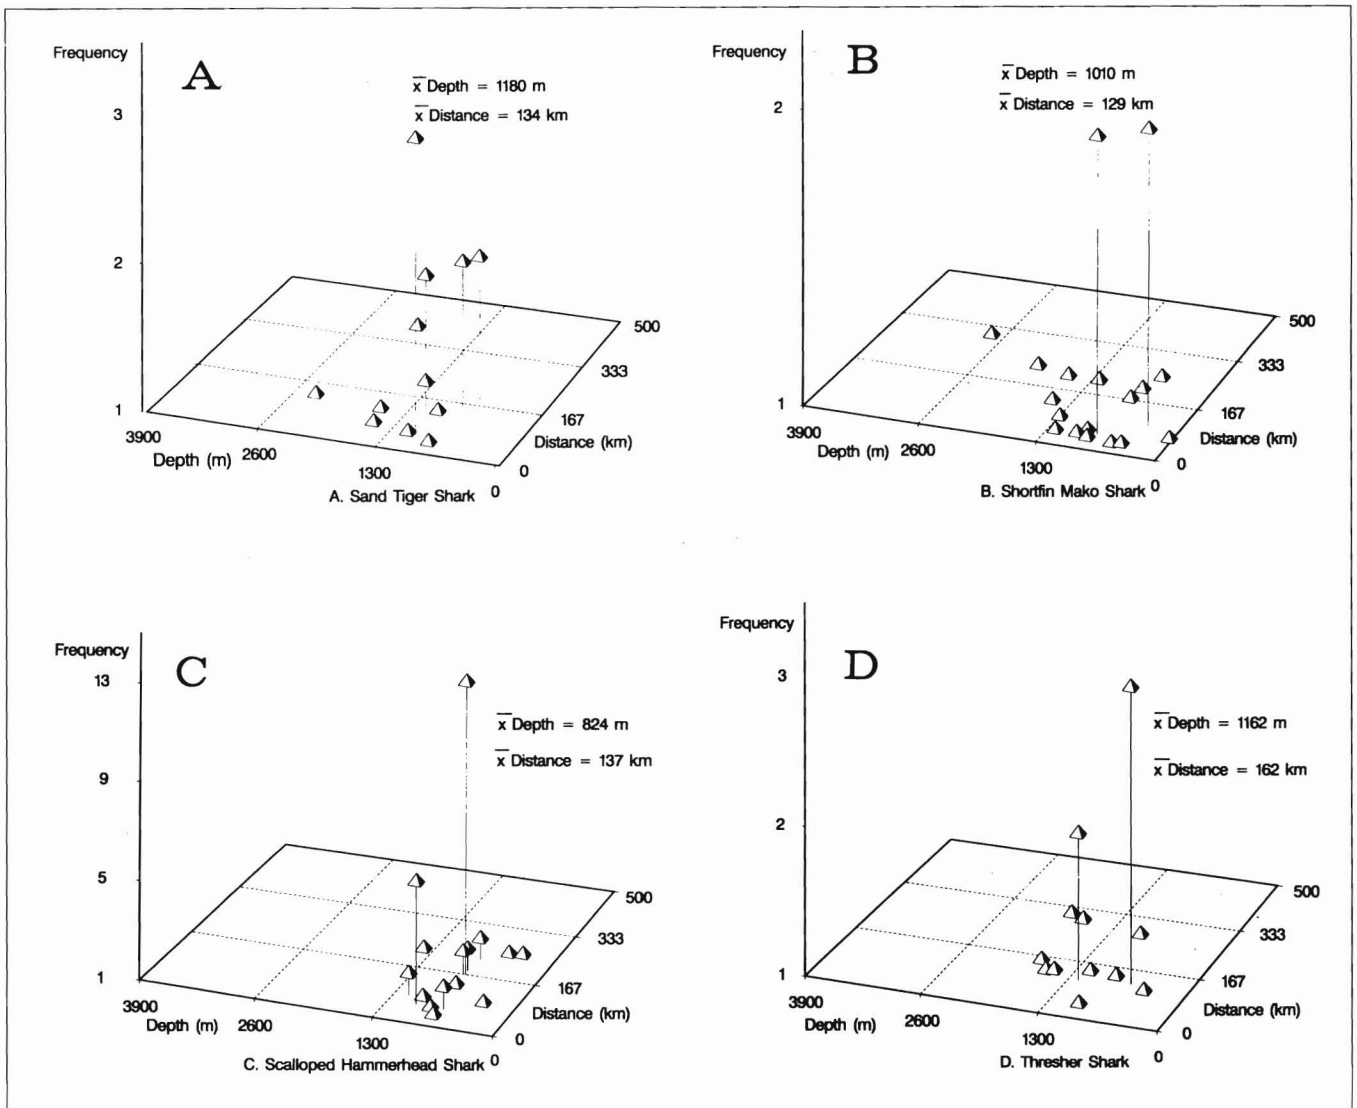 Frequency
A
x̄ Depth = 1180 m
x̄ Distance = 134 km
3
2
1
3900
2600
1300
0
Depth (m)
500
333
167
0
Distance (km)
A. Sand Tiger Shark
B
x̄ Depth = 1010 m
x̄ Distance = 129 km
2
1
3900
2600
1300
0
Depth (m)
500
333
167
0
Distance (km)
B. Shortfin Mako Shark
Frequency
C
x̄ Depth = 824 m
x̄ Distance = 137 km
13
9
5
1
3900
2600
1300
0
Depth (m)
500
333
167
0
Distance (km)
C. Scalloped Hammerhead Shark
Frequency
D
x̄ Depth = 1162 m
x̄ Distance = 162 km
3
2
1
3900
2600
1300
0
Depth (m)
500
333
167
0
Distance (km)
D. Thresher Shark
Frequency